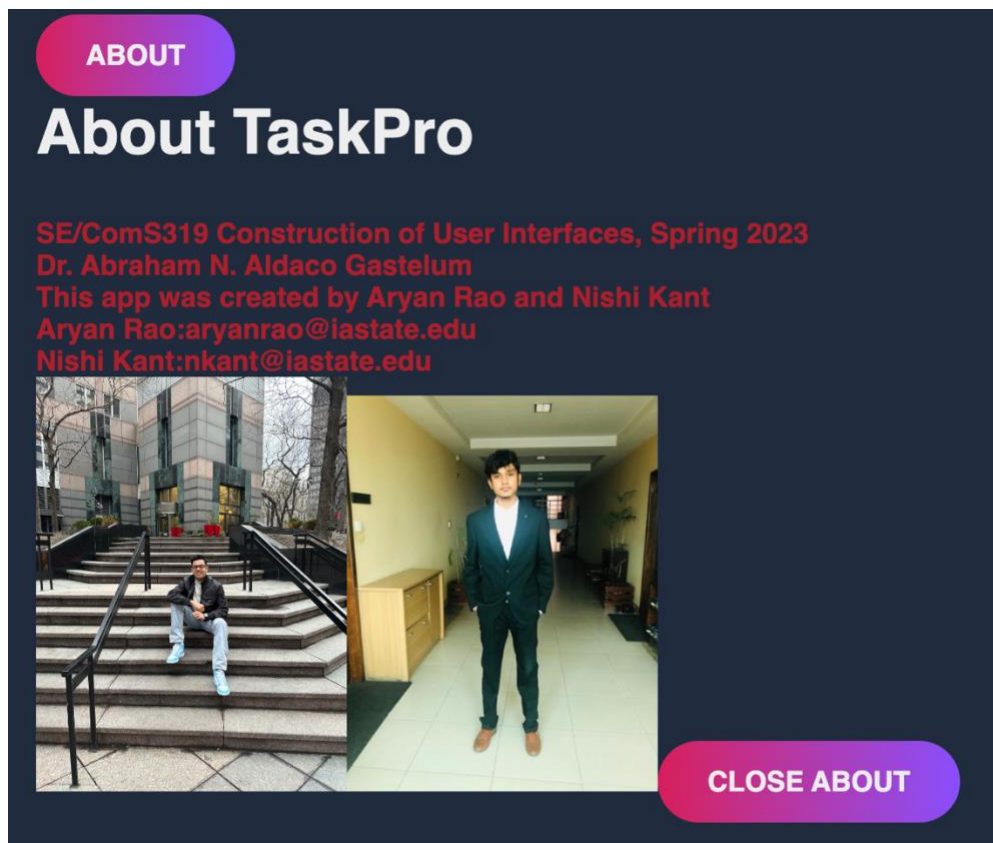 ABOUT
About TaskPro
SE/ComS319 Construction of User Interfaces, Spring 2023
Dr. Abraham N. Aldaco Gastelum
This app was created by Aryan Rao and Nishi Kant
Aryan Rao:aryanrao@iastate.edu
Nishi Kant:nkant@iastate.edu
CLOSE ABOUT